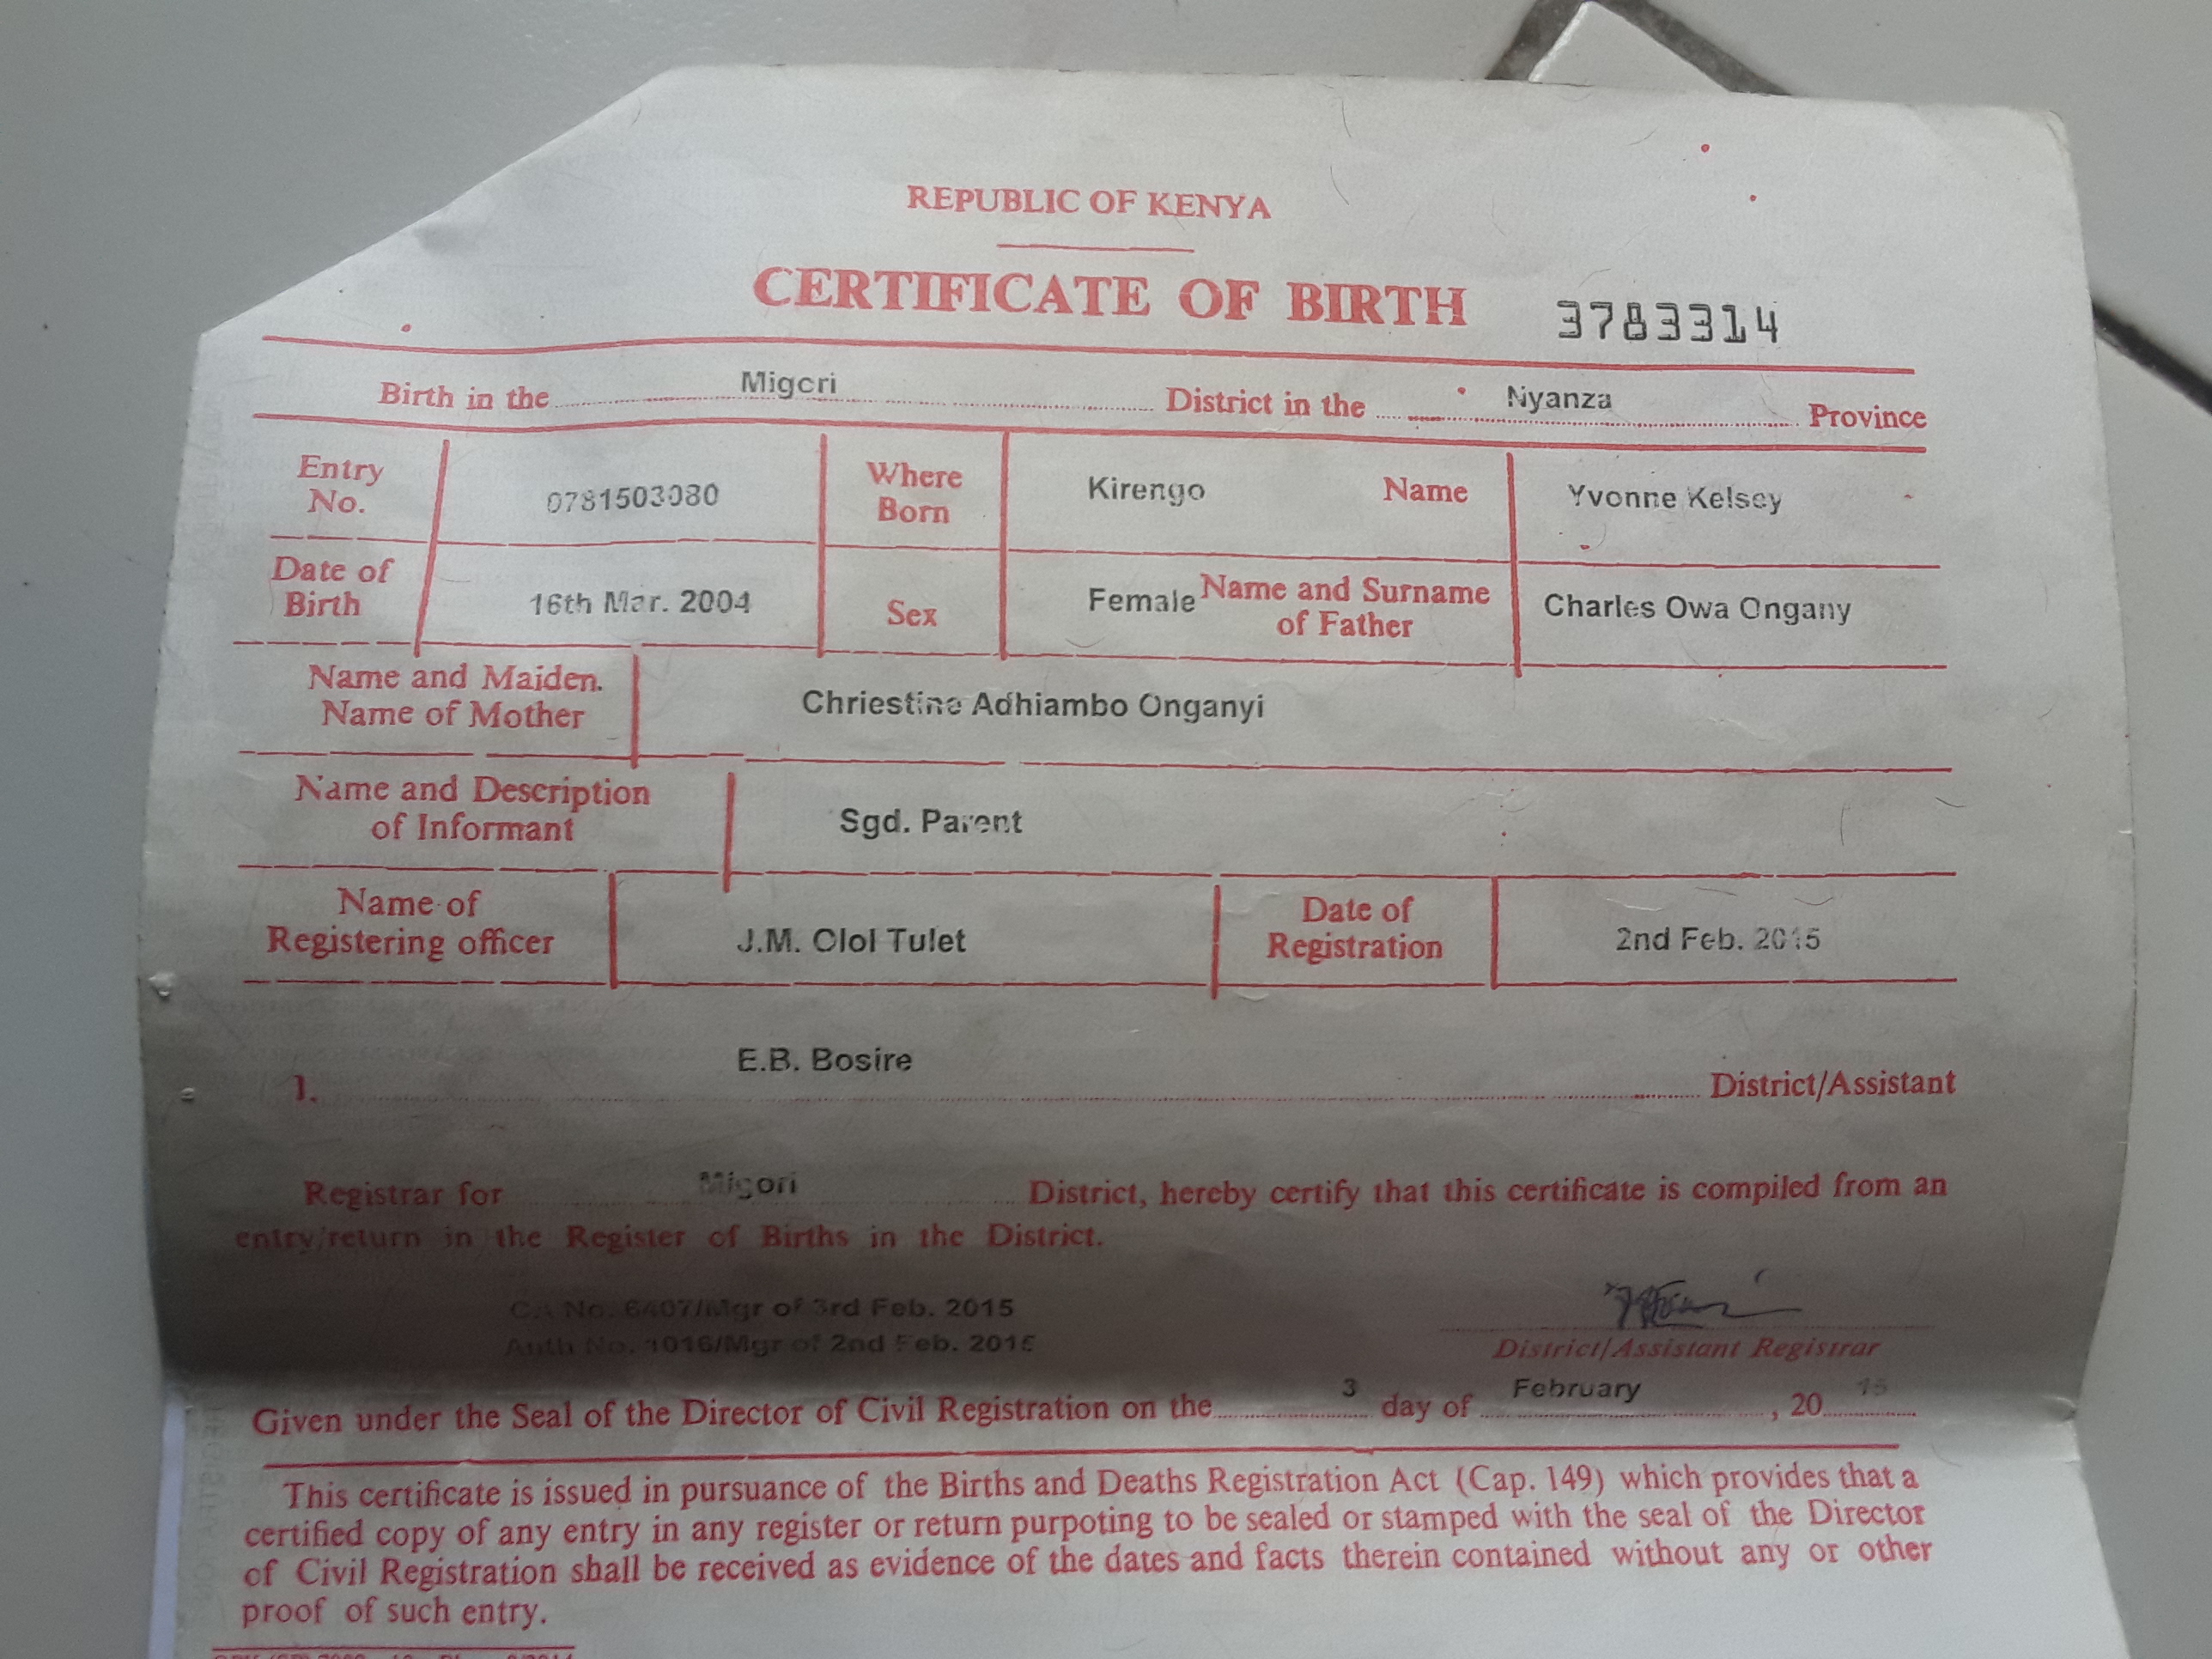 REPUBLIC OF KENYA
CERTIFICATE OF BIRTH 3783314
Birth in the Migori District in the Nyanza Province
Entry No. 0781503080 Where Born Kirengo Name Yvonne Kelsey
Date of Birth 16th Mar. 2004 Sex Female Name and Surname of Father Charles Owa Ongany
Name and Maiden. Name of Mother Chriestine Adhiambo Onganyi
Name and Description of Informant Sgd. Parent
Name of Registering officer J.M. Olol Tulet Date of Registration 2nd Feb. 2015
E.B. Bosire
I. District/Assistant
Registrar for Migori District, hereby certify that this certificate is compiled from an
entry/return in the Register of Births in the District.
CA No. 6407/Mgr of 3rd Feb. 2015
Auth No. 1016/Mgr of 2nd Feb. 2015
District/Assistant Registrar
Given under the Seal of the Director of Civil Registration on the 3 day of February, 20 15
This certificate is issued in pursuance of the Births and Deaths Registration Act (Cap. 149) which provides that a
certified copy of any entry in any register or return purpoting to be sealed or stamped with the seal of the Director
of Civil Registration shall be received as evidence of the dates and facts therein contained without any or other
proof of such entry.